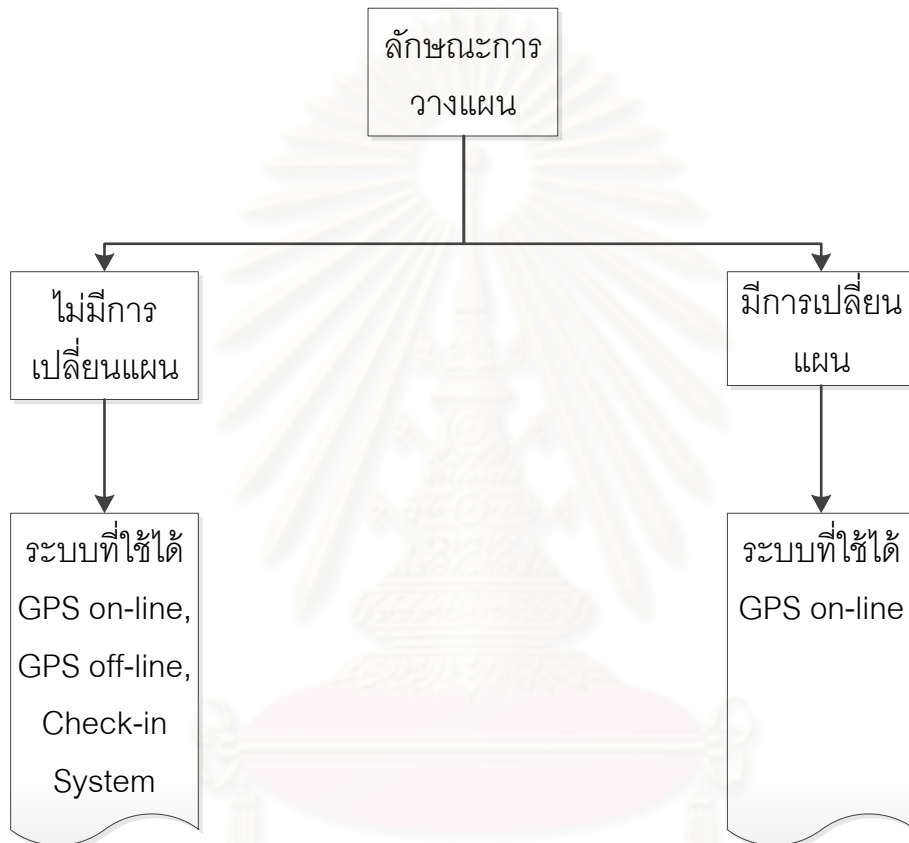 ลักษณะการ
วางแผน
ไม่มีการ
เปลี่ยนแผน
มีการเปลี่ยน
แผน
ระบบที่ใช้ได้
GPS on-line,
GPS off-line,
Check-in
System
ระบบที่ใช้ได้
GPS on-line